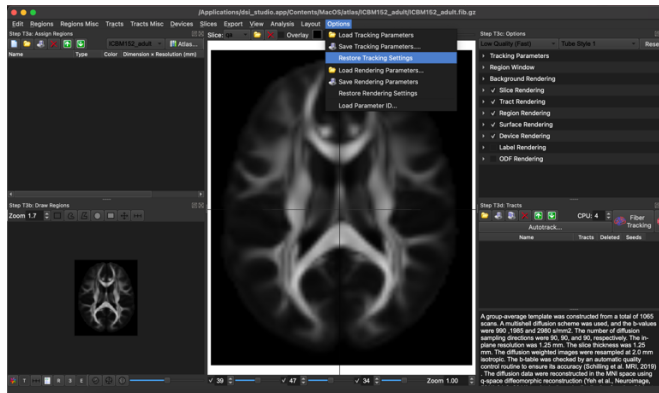 /Applications/dsi_studio.app/Contents/MacOS/atlas/ICBM152_adult/ICBM152_adult.fib.gz
Edit Regions Regions Misc Tracts Tracts Misc Devices Slices Export View Analysis Layout Options
Step T3a: Assign Regions
ICBM152_adult Atlas...
Name Type Color Dimension x Resolution (mm)
Slice: qa Overlay
Load Tracking Parameters
Save Tracking Parameters....
Restore Tracking Settings
Load Rendering Parameters...
Save Rendering Parameters
Restore Rendering Settings
Load Parameter ID...
Step T3c: Options
Low Quality (Fast) Tube Style 1 Rese
Tracking Parameters
Region Window
Background Rendering
Slice Rendering
Tract Rendering
Region Rendering
Surface Rendering
Device Rendering
Label Rendering
ODF Rendering
Step T3b: Draw Regions
Zoom 1.7
Step T3d: Tracts
CPU: 4
Fiber Tracking
Autotrack...
Name Tracts Deleted Seeds
A group-average template was constructed from a total of 1065
scans. A multishell diffusion scheme was used, and the b-values
were 990 ,1985 and 2980 s/mm2. The number of diffusion
sampling directions were 90, 90, and 90, respectively. The in-
plane resolution was 1.25 mm. The slice thickness was 1.25
mm. The diffusion weighted images were resampled at 2.0 mm
isotropic. The b-table was checked by an automatic quality
control routine to ensure its accuracy (Schilling et al. MRI, 2019)
. The diffusion data were reconstructed in the MNI space using
q-space diffeomorphic reconstruction (Yeh et al., Neuroimage,
39 47 34 Zoom 1.00